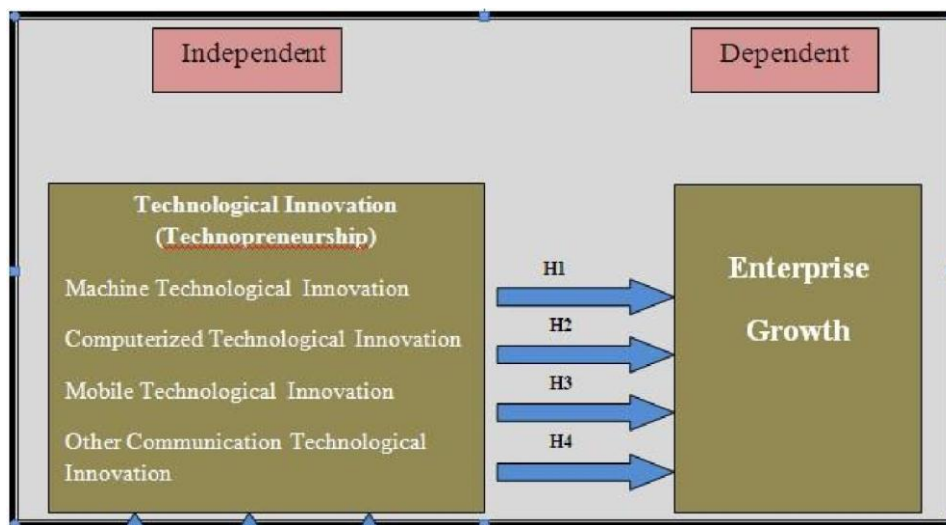 Independent
Dependent
Technological Innovation
(Technopreneurship)
Machine Technological Innovation
Computerized Technological Innovation
Mobile Technological Innovation
Other Communication Technological
Innovation
H1
H2
H3
H4
Enterprise
Growth